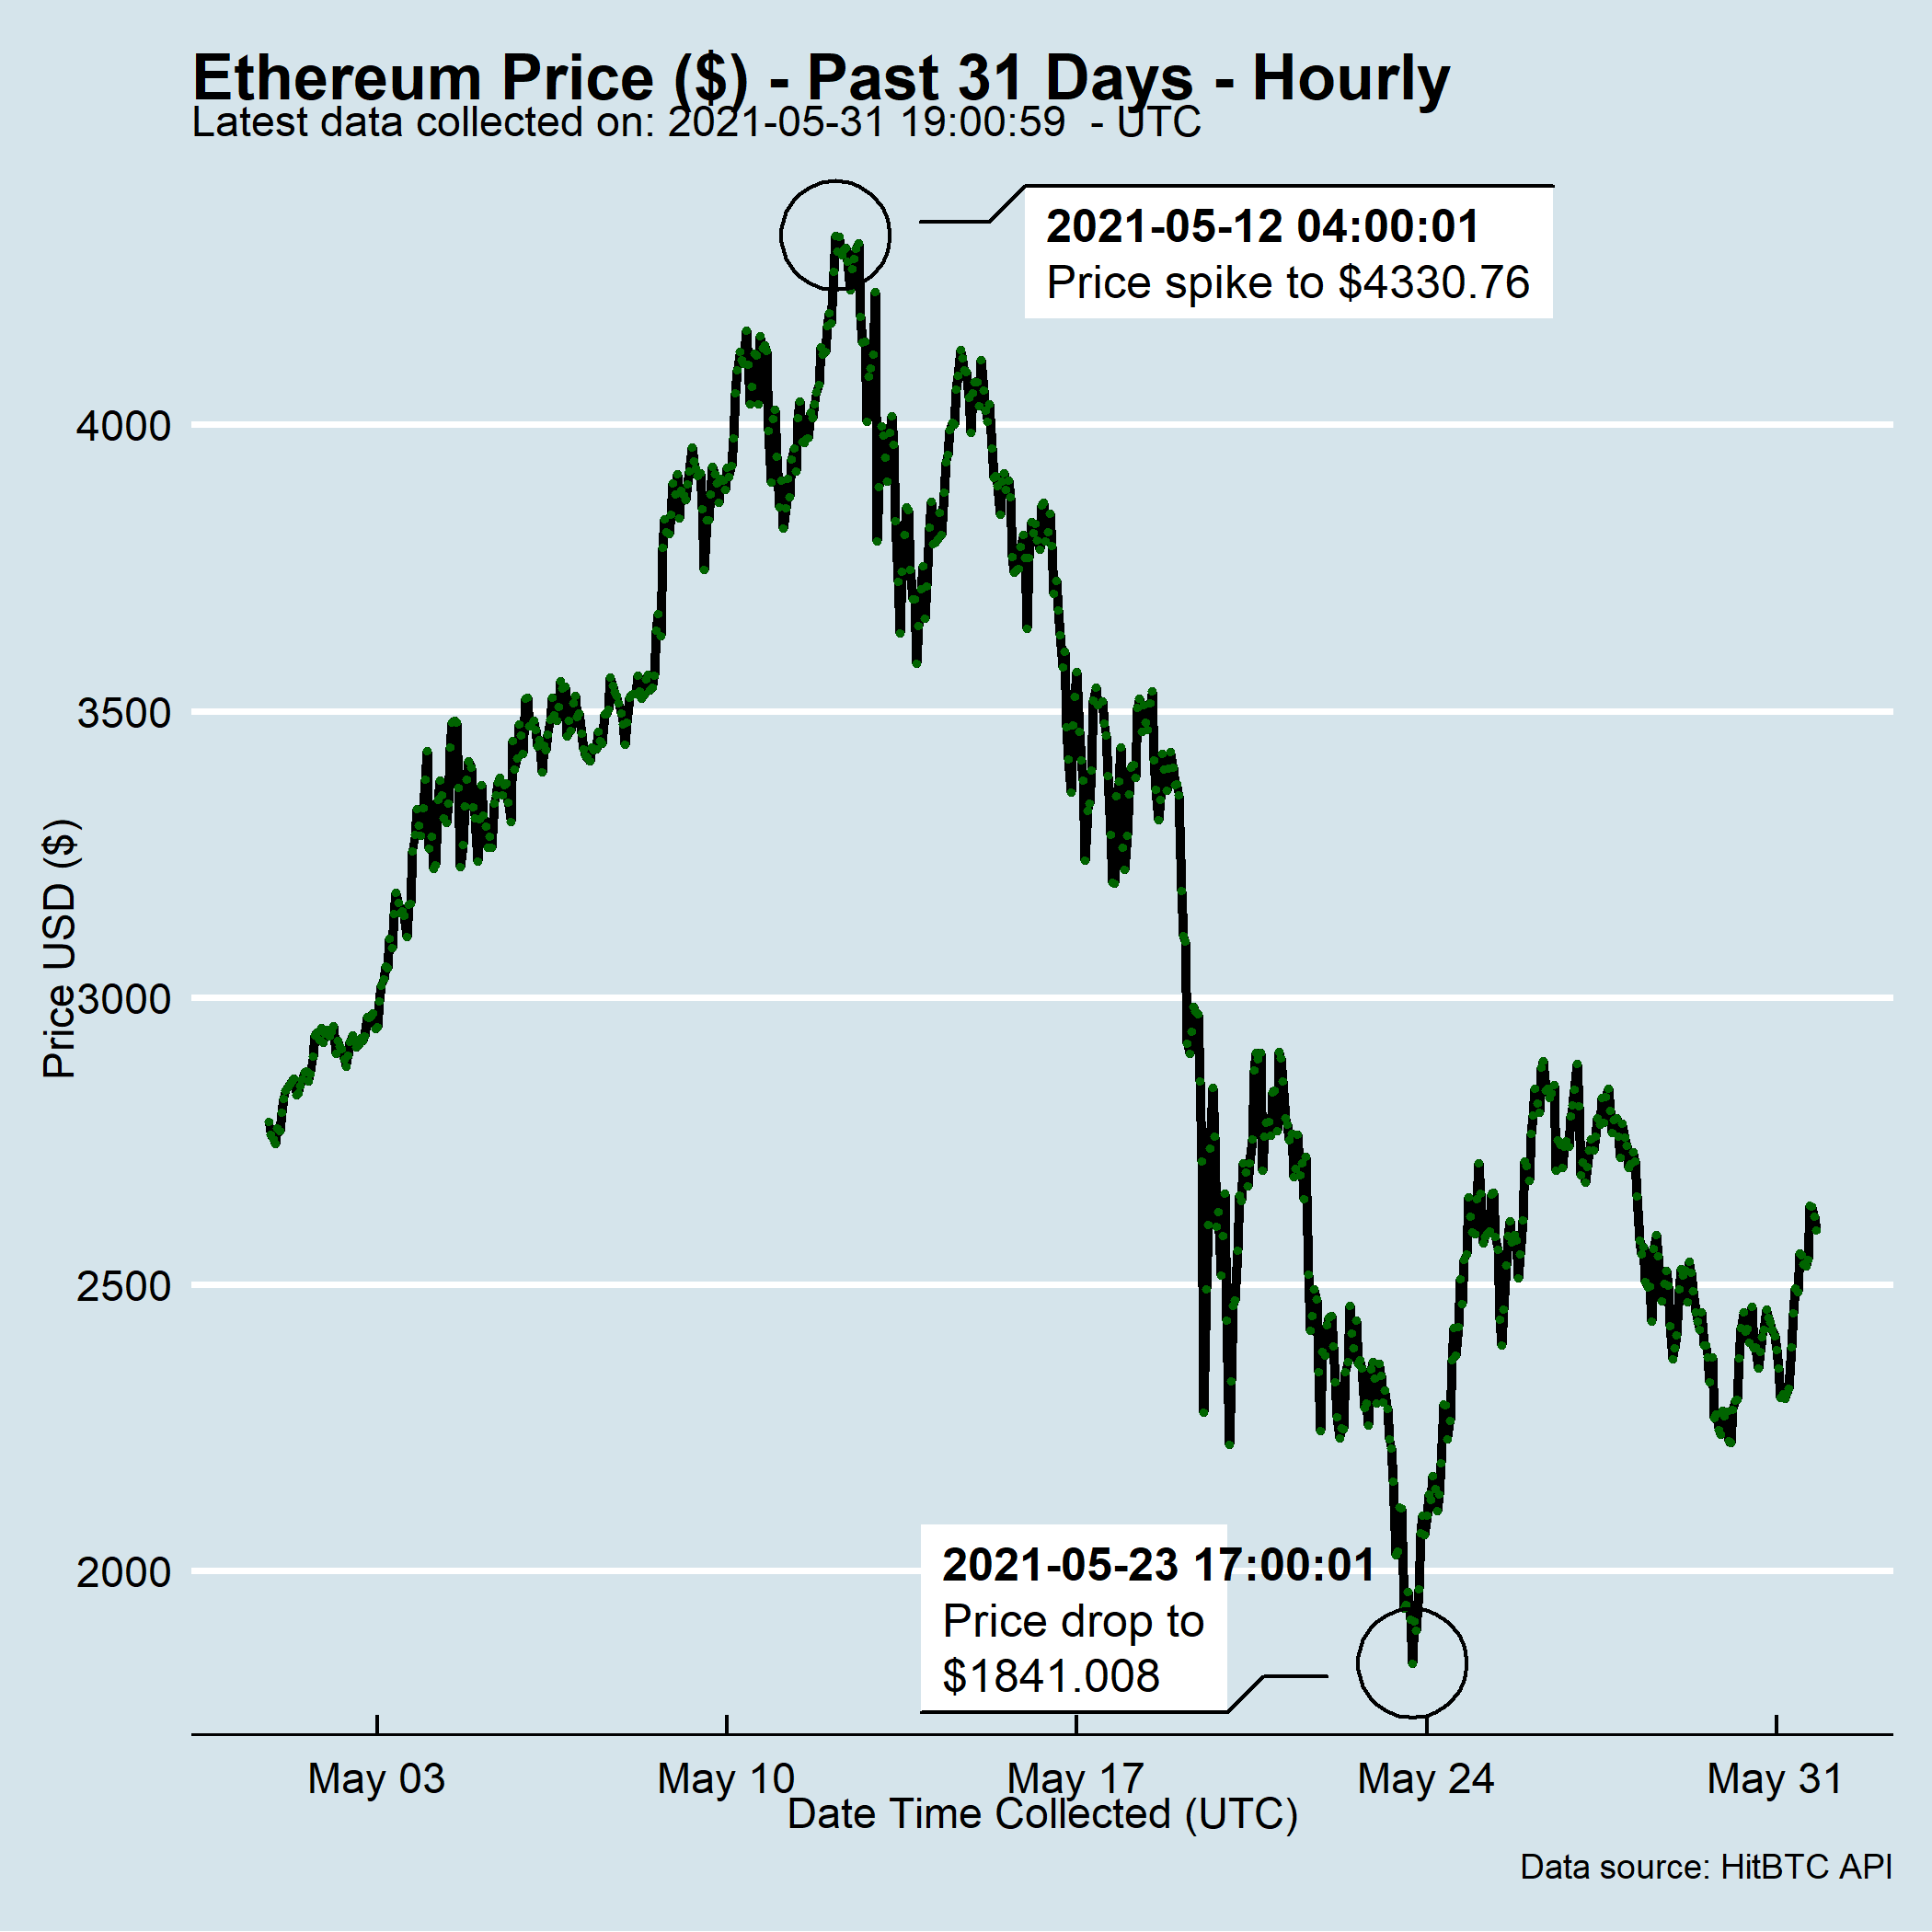 Ethereum Price ($) - Past 31 Days - Hourly
Latest data collected on: 2021-05-31 19:00:59  - UTC
2021-05-12 04:00:01
Price spike to $4330.76
4000
3500
3000
2500
2000
Price USD ($)
2021-05-23 17:00:01
Price drop to
$1841.008
May 03
May 10
May 17
May 24
May 31
Date Time Collected (UTC)
Data source: HitBTC API